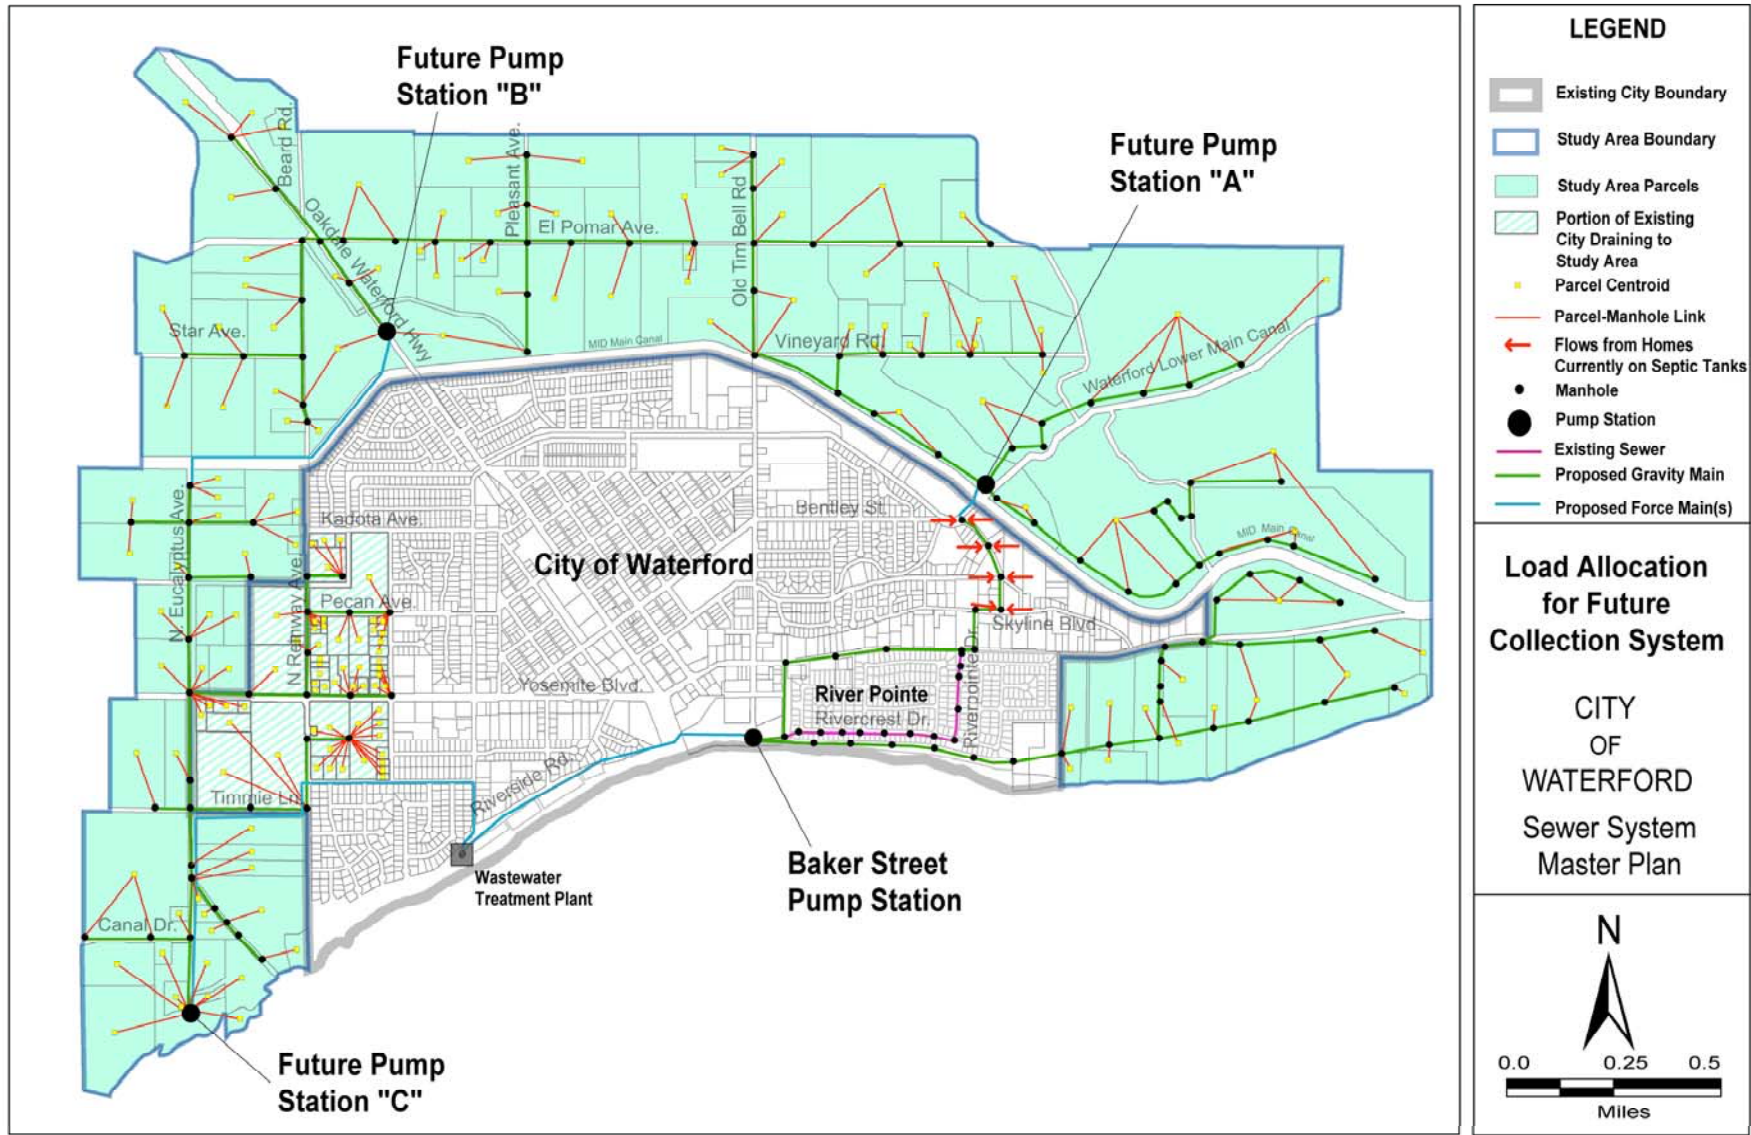 Future Pump
Station "B"
Future Pump
Station "A"
Beard Rd.
Oakdale Waterford Hwy
Pleasant Ave.
El Pomar Ave.
Old Tim Bell Rd
Star Ave.
MID Main Canal
Vineyard Rd.
Waterford Lower Main Canal
N. Eucalyptus Ave.
Kadota Ave.
Bentley St.
MID Main Canal
City of Waterford
N Reinway Ave.
Pecan Ave.
Skyline Blvd
Yosemite Blvd.
River Pointe
Rivercrest Dr.
Riverpointe Dr.
Riverside Rd.
Timmie Ln.
Wastewater
Treatment Plant
Baker Street
Pump Station
Canal Dr.
Future Pump
Station "C"
LEGEND
Existing City Boundary
Study Area Boundary
Study Area Parcels
Portion of Existing
City Draining to
Study Area
Parcel Centroid
Parcel-Manhole Link
Flows from Homes
Currently on Septic Tanks
Manhole
Pump Station
Existing Sewer
Proposed Gravity Main
Proposed Force Main(s)
Load Allocation
for Future
Collection System
CITY
OF
WATERFORD
Sewer System
Master Plan
N
0.0 0.25 0.5
Miles